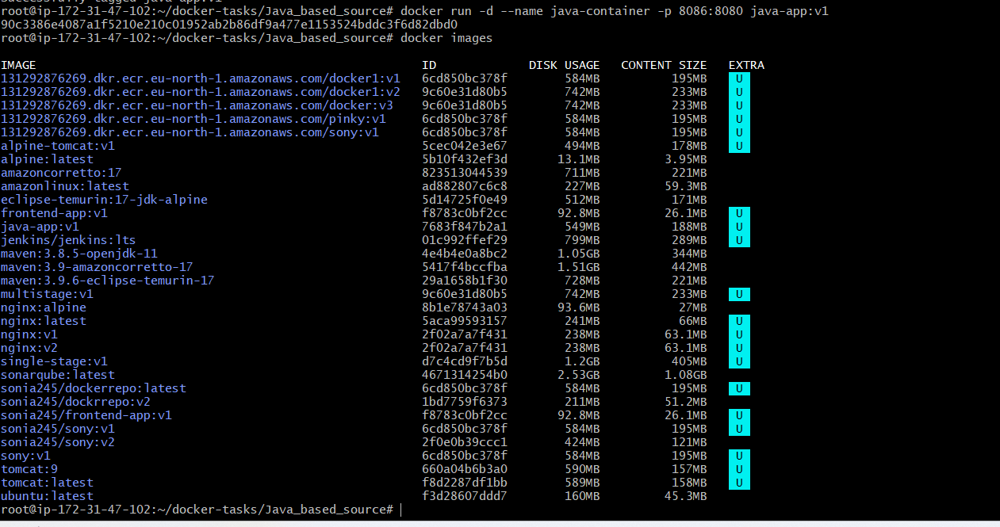 root@ip-172-31-47-102:~/docker-tasks/Java_based_source# docker run -d --name java-container -p 8086:8080 java-app:v1
90c3386e4087a1f5210e210c01952ab2b86df9a477e1153524bddc3f6d82dbd0
root@ip-172-31-47-102:~/docker-tasks/Java_based_source# docker images
IMAGE ID DISK USAGE CONTENT SIZE EXTRA
131292876269.dkr.ecr.eu-north-1.amazonaws.com/docker1:v1 6cd850bc378f 584MB 195MB U
131292876269.dkr.ecr.eu-north-1.amazonaws.com/docker1:v2 9c60e31d80b5 742MB 233MB U
131292876269.dkr.ecr.eu-north-1.amazonaws.com/docker:v3 9c60e31d80b5 742MB 233MB U
131292876269.dkr.ecr.eu-north-1.amazonaws.com/pinky:v1 6cd850bc378f 584MB 195MB U
131292876269.dkr.ecr.eu-north-1.amazonaws.com/sony:v1 6cd850bc378f 584MB 195MB U
alpine-tomcat:v1 5cec042e3e67 494MB 178MB U
alpine:latest 5b10f432ef3d 13.1MB 3.95MB
amazoncorretto:17 823513044539 711MB 221MB
amazonlinux:latest ad882807c6c8 227MB 59.3MB
eclipse-temurin:17-jdk-alpine 5d14725f0e49 512MB 171MB
frontend-app:v1 f8783c0bf2cc 92.8MB 26.1MB U
java-app:v1 7683f847b2a1 549MB 188MB U
jenkins/jenkins:lts 01c992ffef29 799MB 289MB U
maven:3.8.5-openjdk-11 4e4b4e0a8bc2 1.05GB 344MB
maven:3.9-amazoncorretto-17 5417f4bccfba 1.51GB 442MB
maven:3.9.6-eclipse-temurin-17 29a1658b1f30 728MB 221MB
multistage:v1 9c60e31d80b5 742MB 233MB U
nginx:alpine 8b1e78743a03 93.6MB 27MB
nginx:latest 5aca99593157 241MB 66MB U
nginx:v1 2f02a7a7f431 238MB 63.1MB U
nginx:v2 2f02a7a7f431 238MB 63.1MB U
single-stage:v1 d7c4cd9f7b5d 1.2GB 405MB U
sonarqube:latest 4671314254b0 2.53GB 1.08GB
sonia245/dockerrepo:latest 6cd850bc378f 584MB 195MB U
sonia245/dockrrepo:v2 1bd7759f6373 211MB 51.2MB
sonia245/frontend-app:v1 f8783c0bf2cc 92.8MB 26.1MB U
sonia245/sony:v1 6cd850bc378f 584MB 195MB U
sonia245/sony:v2 2f0e0b39ccc1 424MB 121MB
sony:v1 6cd850bc378f 584MB 195MB U
tomcat:9 660a04b6b3a0 590MB 157MB U
tomcat:latest f8d2287df1bb 589MB 158MB U
ubuntu:latest f3d28607ddd7 160MB 45.3MB
root@ip-172-31-47-102:~/docker-tasks/Java_based_source#